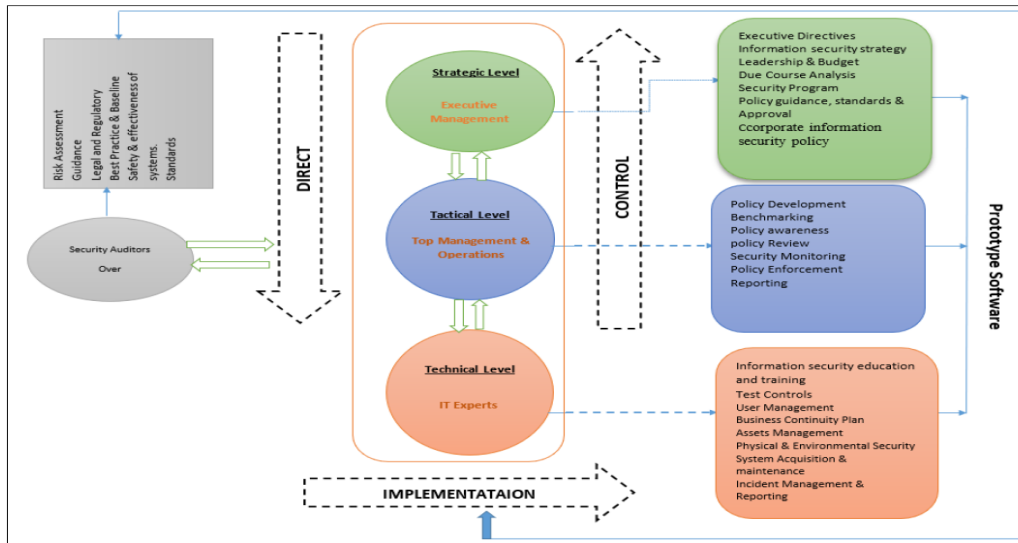 Risk Assessment
Guidance
Legal and Regulatory
Best Practice & Baseline
Safety & effectiveness of
systems.
Standards
Security Auditors
Over
DIRECT
Strategic Level
Executive
Management
Tactical Level
Top Management &
Operations
Technical Level
IT Experts
CONTROL
Executive Directives
Information security strategy
Leadership & Budget
Due Course Analysis
Security Program
Policy guidance, standards &
Approval
Ccorporate information
security policy
Policy Development
Benchmarking
Policy awareness
policy Review
Security Monitoring
Policy Enforcement
Reporting
Information security education
and training
Test Controls
User Management
Business Continuity Plan
Assets Management
Physical & Environmental Security
System Acquisition &
maintenance
Incident Management &
Reporting
Prototype Software
IMPLEMENTATAION